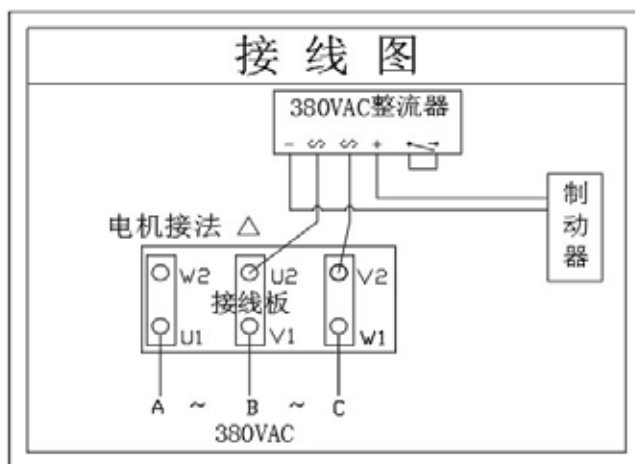 接线图
380VAC整流器
- ∽ ∽ +
制动器
电机接法 △
W2 U2 V2
接线板
U1 V1 W1
A ~ B ~ C
380VAC